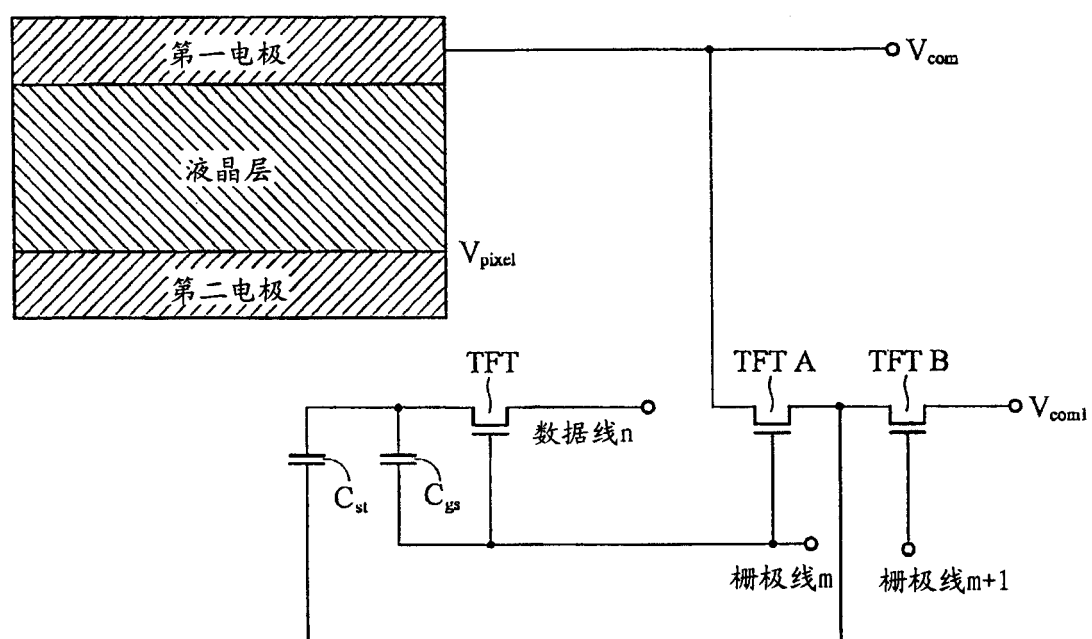 第一电极
V_com
液晶层
V_pixel
第二电极
TFT
TFT A
TFT B
数据线n
V_com1
C_st
C_gs
栅极线m
栅极线m+1